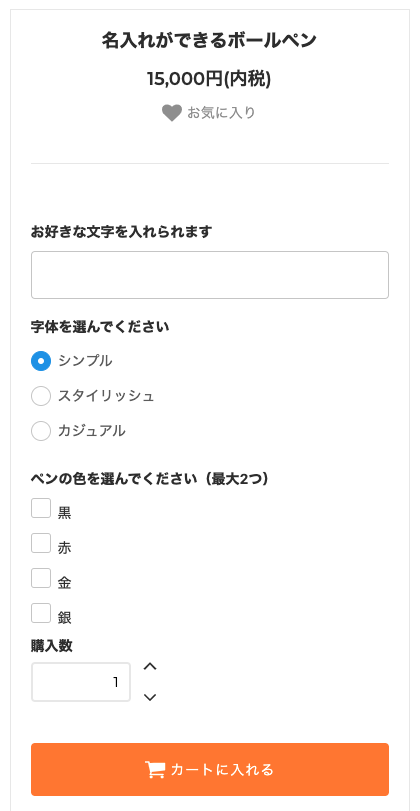 名入れができるボールペン
15,000円(内税)
お気に入り
お好きな文字を入れられます
字体を選んでください
シンプル
スタイリッシュ
カジュアル
ペンの色を選んでください（最大2つ）
黒
赤
金
銀
購入数
1
カートに入れる